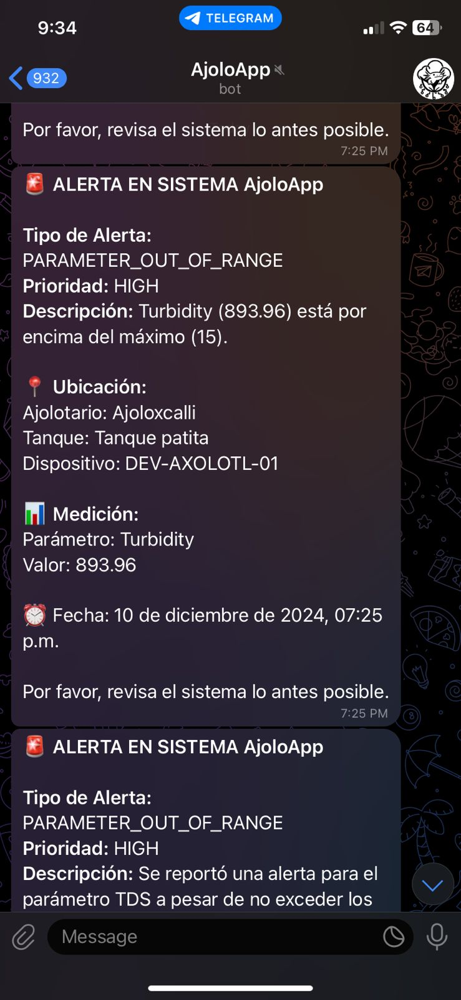 9:34
TELEGRAM
64
932
AjoloApp
bot
Por favor, revisa el sistema lo antes posible.
7:25 PM
ALERTA EN SISTEMA AjoloApp
Tipo de Alerta:
PARAMETER_OUT_OF_RANGE
Prioridad: HIGH
Descripción: Turbidity (893.96) está por
encima del máximo (15).
Ubicación:
Ajolotario: Ajoloxcalli
Tanque: Tanque patita
Dispositivo: DEV-AXOLOTL-01
Medición:
Parámetro: Turbidity
Valor: 893.96
Fecha: 10 de diciembre de 2024, 07:25
p.m.
Por favor, revisa el sistema lo antes posible.
7:25 PM
ALERTA EN SISTEMA AjoloApp
Tipo de Alerta:
PARAMETER_OUT_OF_RANGE
Prioridad: HIGH
Descripción: Se reportó una alerta para el
parámetro TDS a pesar de no exceder los
Message